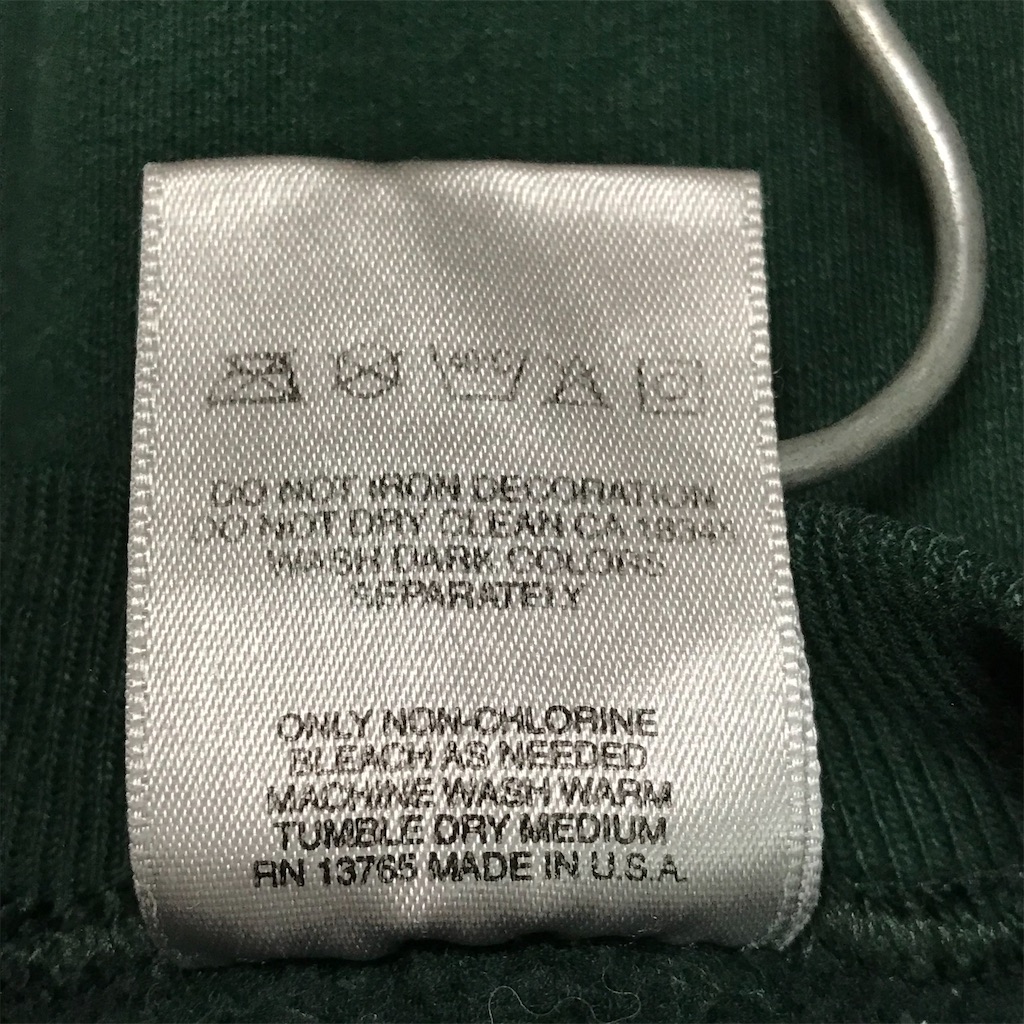 DO NOT IRON DECORATION
DO NOT DRY CLEAN CA
WASH DARK COLORS
SEPARATELY
ONLY NON-CHLORINE
BLEACH AS NEEDED
MACHINE WASH WARM
TUMBLE DRY MEDIUM
RN 13765 MADE IN U.S.A.